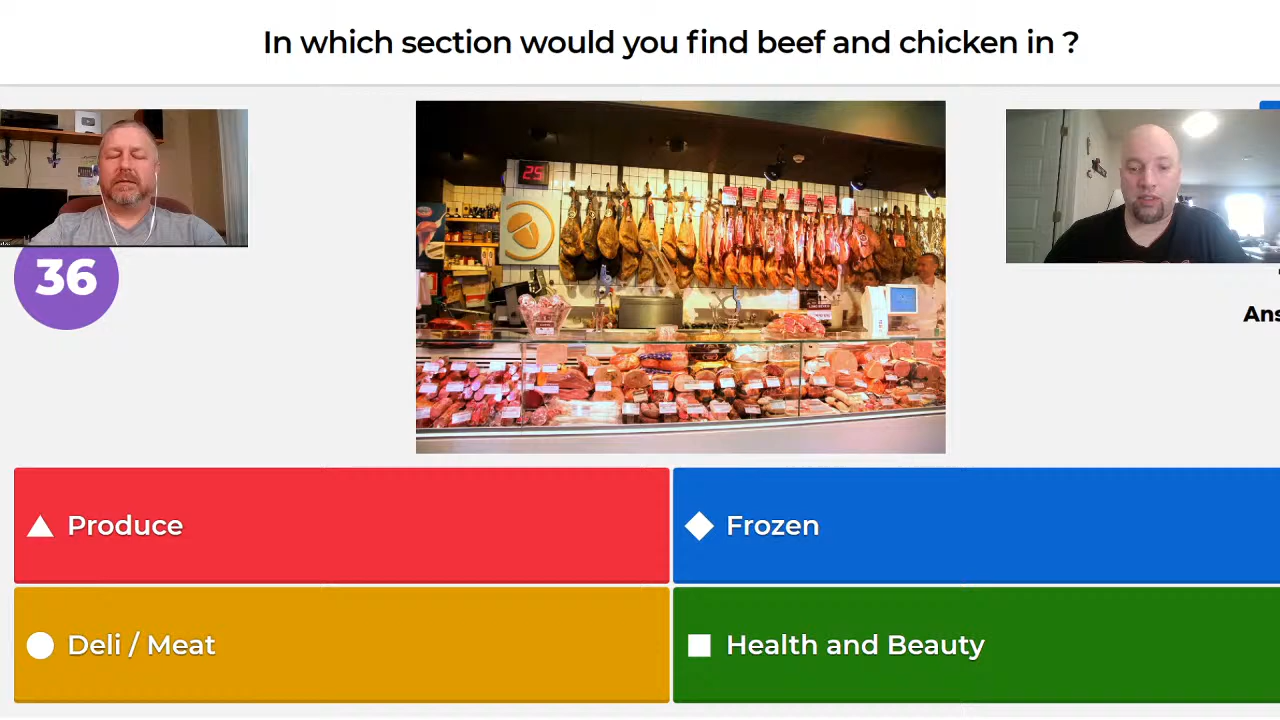 In which section would you find beef and chicken in ?
25
36
Ans
Produce
Frozen
Deli / Meat
Health and Beauty